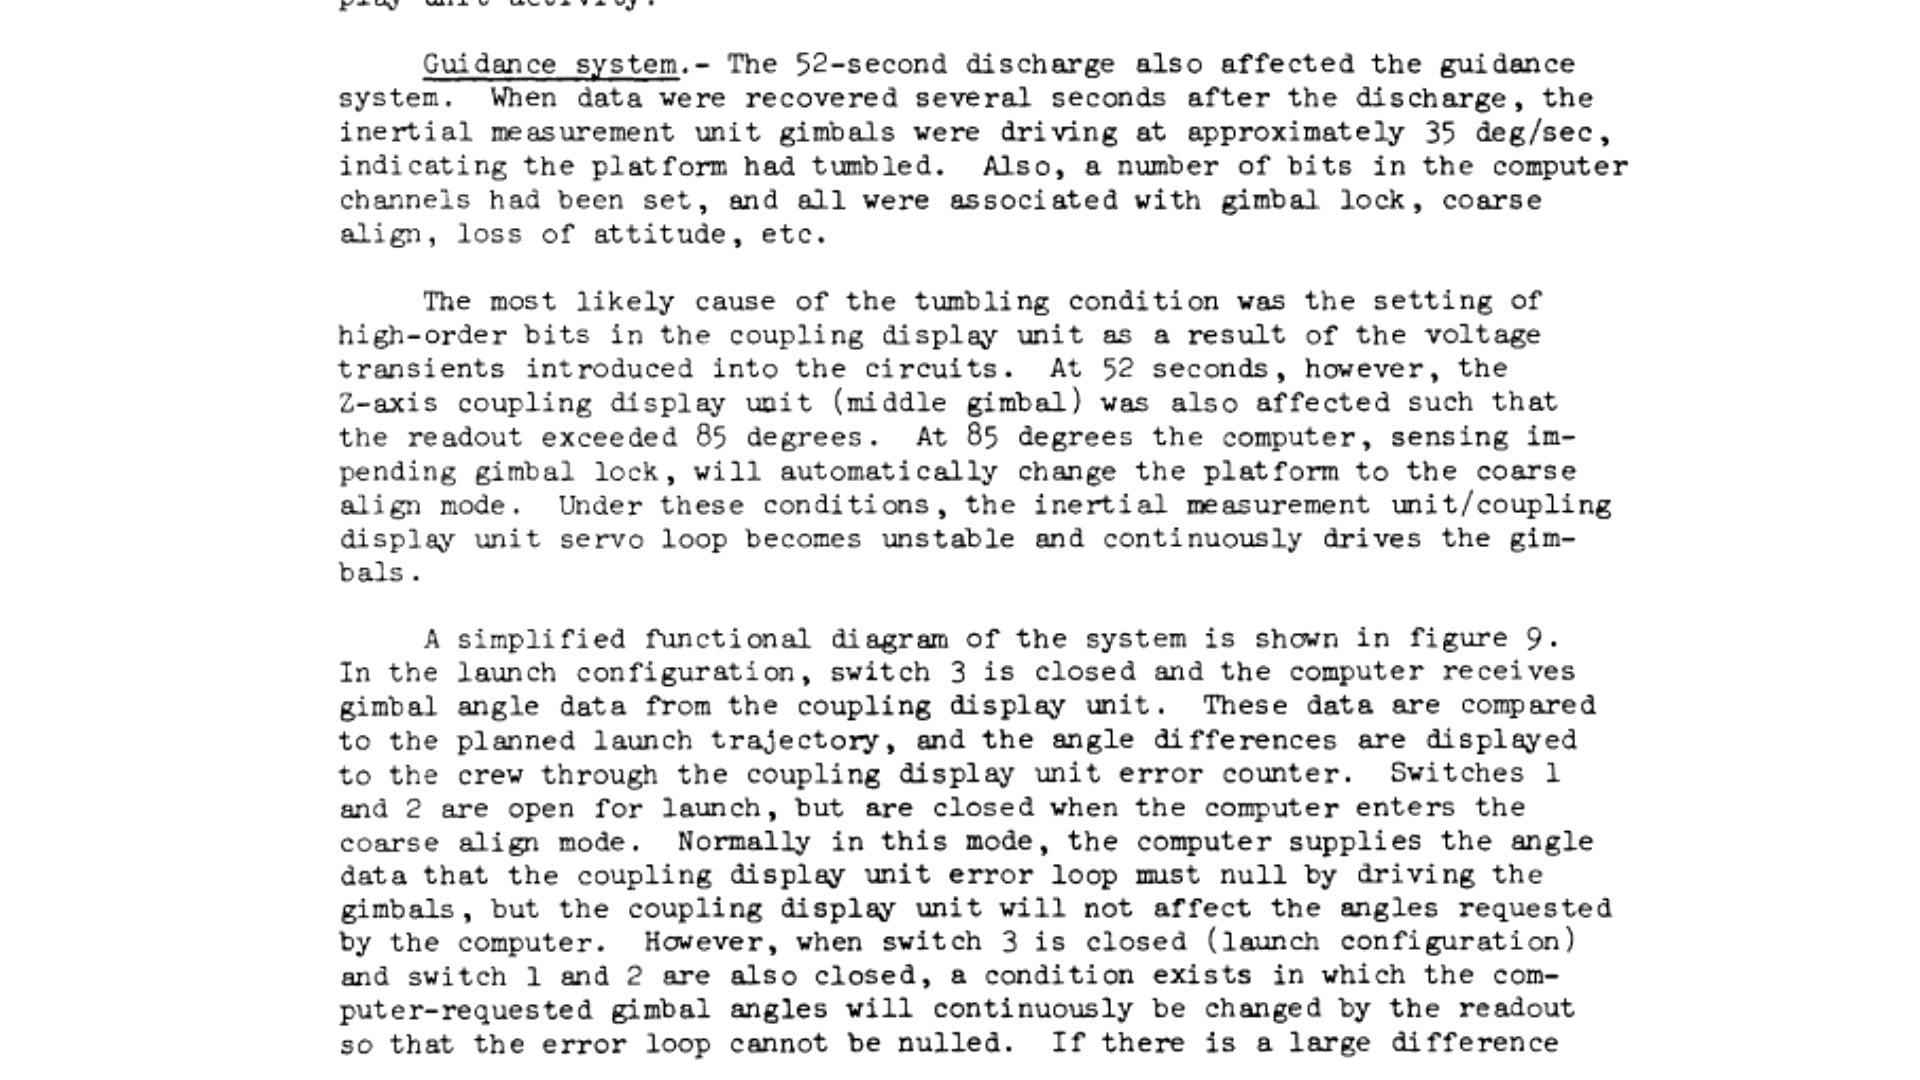 play unit activity.
Guidance system.- The 52-second discharge also affected the guidance
system. When data were recovered several seconds after the discharge, the
inertial measurement unit gimbals were driving at approximately 35 deg/sec,
indicating the platform had tumbled. Also, a number of bits in the computer
channels had been set, and all were associated with gimbal lock, coarse
align, loss of attitude, etc.
The most likely cause of the tumbling condition was the setting of
high-order bits in the coupling display unit as a result of the voltage
transients introduced into the circuits. At 52 seconds, however, the
Z-axis coupling display unit (middle gimbal) was also affected such that
the readout exceeded 85 degrees. At 85 degrees the computer, sensing im-
pending gimbal lock, will automatically change the platform to the coarse
align mode. Under these conditions, the inertial measurement unit/coupling
display unit servo loop becomes unstable and continuously drives the gim-
bals.
A simplified functional diagram of the system is shown in figure 9.
In the launch configuration, switch 3 is closed and the computer receives
gimbal angle data from the coupling display unit. These data are compared
to the planned launch trajectory, and the angle differences are displayed
to the crew through the coupling display unit error counter. Switches 1
and 2 are open for launch, but are closed when the computer enters the
coarse align mode. Normally in this mode, the computer supplies the angle
data that the coupling display unit error loop must null by driving the
gimbals, but the coupling display unit will not affect the angles requested
by the computer. However, when switch 3 is closed (launch configuration)
and switch 1 and 2 are also closed, a condition exists in which the com-
puter-requested gimbal angles will continuously be changed by the readout
so that the error loop cannot be nulled. If there is a large difference